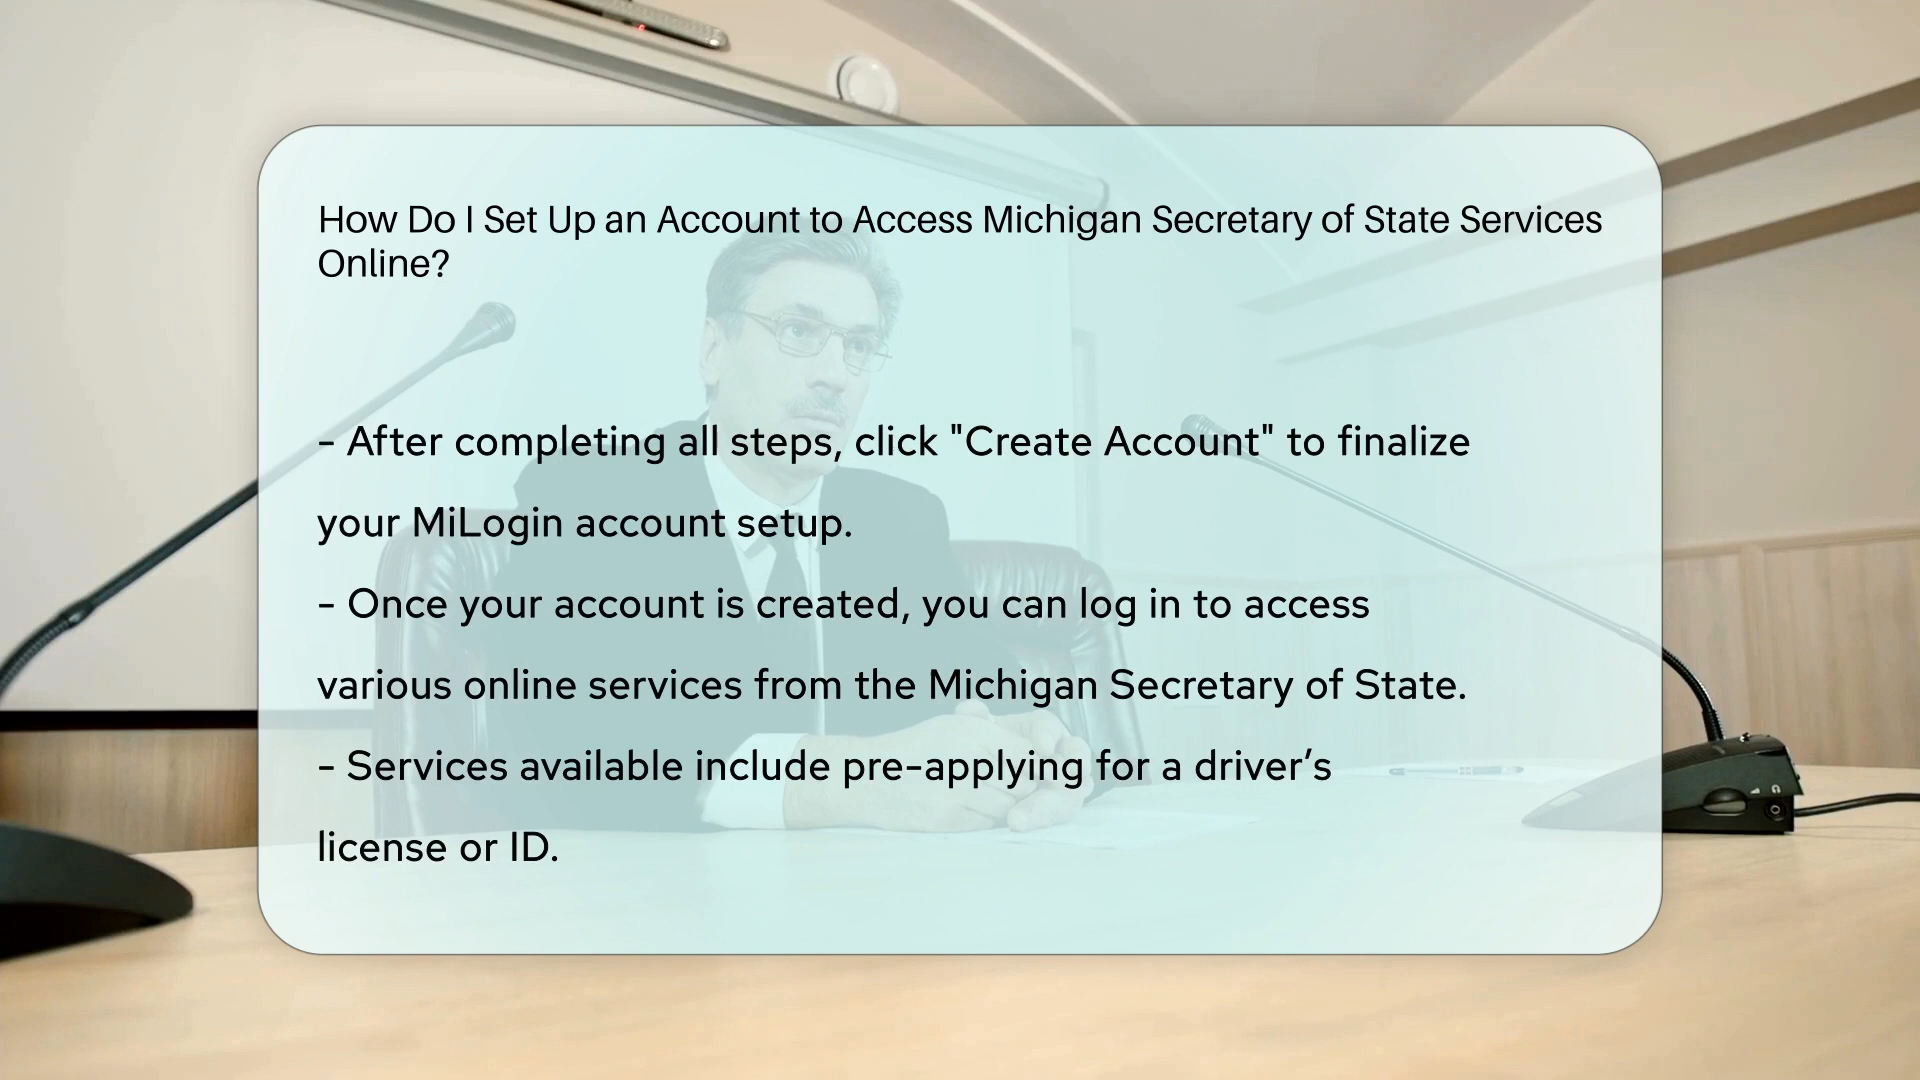 How Do I Set Up an Account to Access Michigan Secretary of State Services
Online?
- After completing all steps, click "Create Account" to finalize
your MiLogin account setup.
- Once your account is created, you can log in to access
various online services from the Michigan Secretary of State.
- Services available include pre-applying for a driver’s
license or ID.